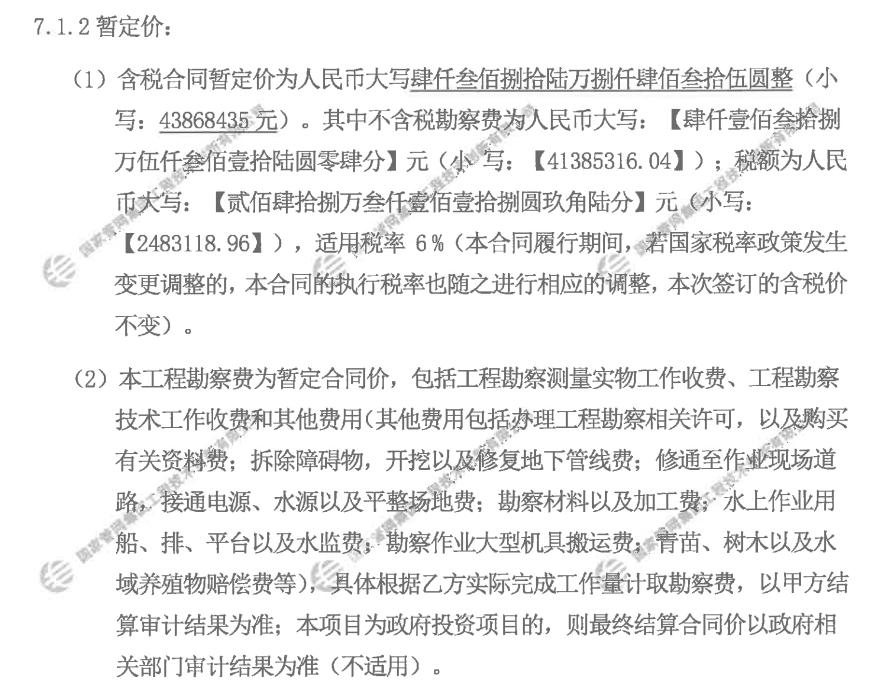 7.1.2 暂定价：
（1）含税合同暂定价为人民币大写肆仟叁佰捌拾陆万捌仟肆佰叁拾伍圆整（小
写：43868435 元）。其中不含税勘察费为人民币大写：【肆仟壹佰叁拾捌
万伍仟叁佰壹拾陆圆零肆分】元（小 写：【41385316.04】）；税额为人民
币大写：【贰佰肆拾捌万叁仟壹佰壹拾捌圆玖角陆分】元（小写：
【2483118.96】），适用税率 6%（本合同履行期间，若国家税率政策发生
变更调整的，本合同的执行税率也随之进行相应的调整，本次签订的含税价
不变）。
（2）本工程勘察费为暂定合同价，包括工程勘察测量实物工作收费、工程勘察
技术工作收费和其他费用（其他费用包括办理工程勘察相关许可，以及购买
有关资料费；拆除障碍物，开挖以及修复地下管线费；修通至作业现场道
路，接通电源、水源以及平整场地费；勘察材料以及加工费；水上作业用
船、排、平台以及水监费；勘察作业大型机具搬运费；青苗、树木以及水
域养殖物赔偿费等），具体根据乙方实际完成工作量计取勘察费，以甲方结
算审计结果为准；本项目为政府投资项目的，则最终结算合同价以政府相
关部门审计结果为准（不适用）。